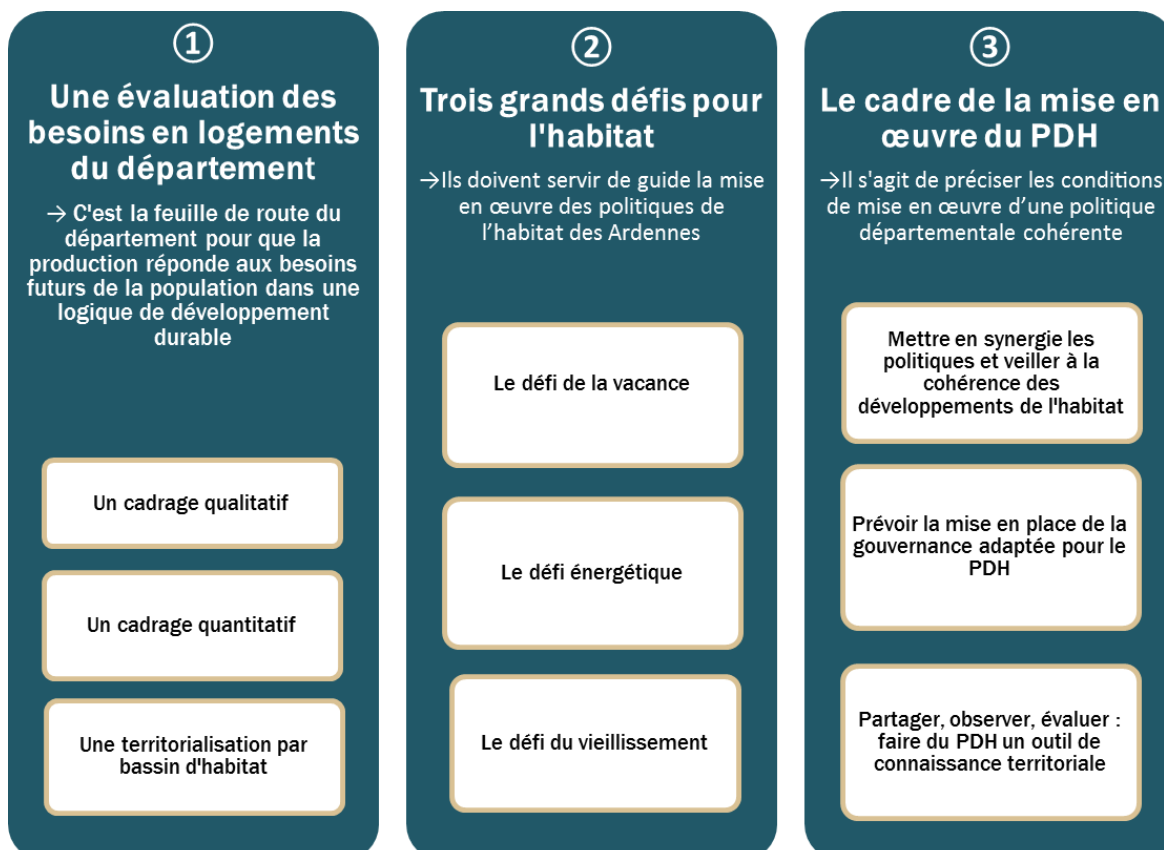 ①
Une évaluation des
besoins en logements
du département
→ C'est la feuille de route du
département pour que la
production réponde aux besoins
futurs de la population dans une
logique de développement
durable
Un cadrage qualitatif
Un cadrage quantitatif
Une territorialisation par
bassin d'habitat
②
Trois grands défis pour
l'habitat
→Ils doivent servir de guide la mise
en œuvre des politiques de
l’habitat des Ardennes
Le défi de la vacance
Le défi énergétique
Le défi du vieillissement
③
Le cadre de la mise en
œuvre du PDH
→Il s'agit de préciser les conditions
de mise en œuvre d’une politique
départementale cohérente
Mettre en synergie les
politiques et veiller à la
cohérence des
développements de l'habitat
Prévoir la mise en place de la
gouvernance adaptée pour le
PDH
Partager, observer, évaluer :
faire du PDH un outil de
connaissance territoriale